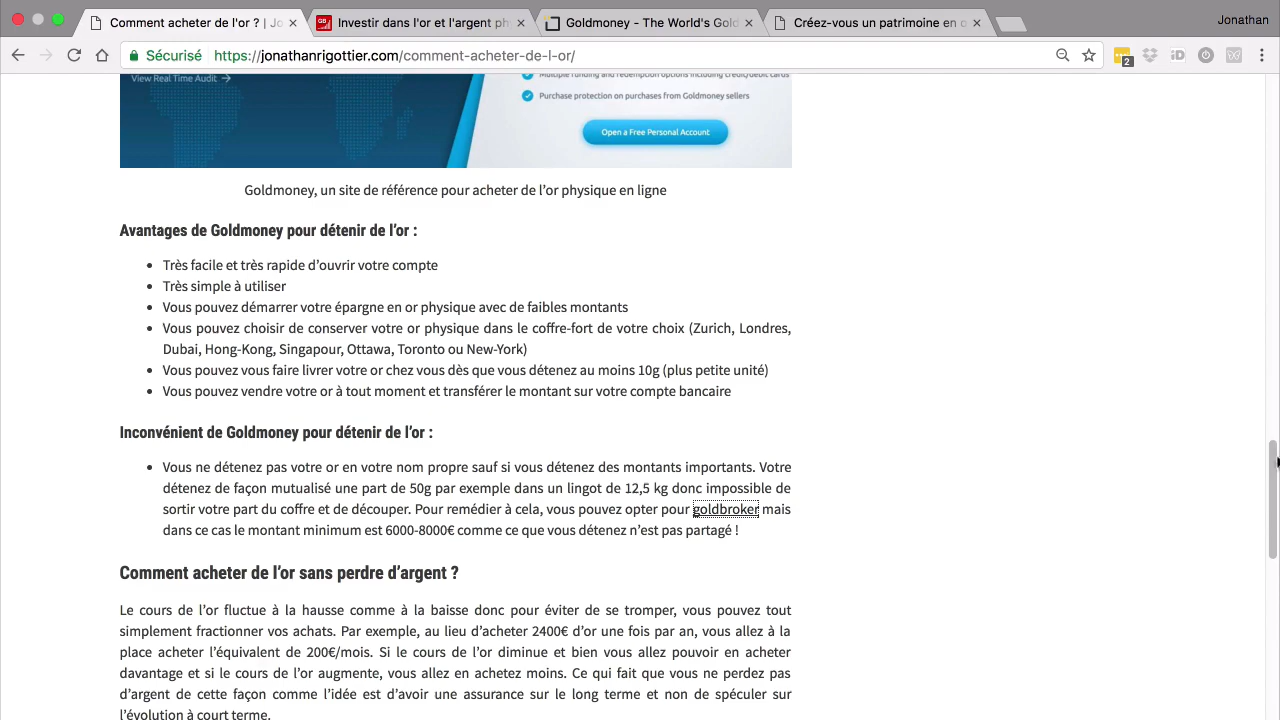 Comment acheter de l'or ? | Jo
Investir dans l'or et l'argent ph
Goldmoney - The World's Gold
Créez-vous un patrimoine en c
Jonathan
Sécurisé https://jonathanrigottier.com/comment-acheter-de-l-or/
2
View Real Time Audit →
Multiple funding and redemption options including credit/debit cards
Purchase protection on purchases from Goldmoney sellers
Open a Free Personal Account
Goldmoney, un site de référence pour acheter de l’or physique en ligne
Avantages de Goldmoney pour détenir de l’or :
• Très facile et très rapide d’ouvrir votre compte
• Très simple à utiliser
• Vous pouvez démarrer votre épargne en or physique avec de faibles montants
• Vous pouvez choisir de conserver votre or physique dans le coffre-fort de votre choix (Zurich, Londres,
Dubai, Hong-Kong, Singapour, Ottawa, Toronto ou New-York)
• Vous pouvez vous faire livrer votre or chez vous dès que vous détenez au moins 10g (plus petite unité)
• Vous pouvez vendre votre or à tout moment et transférer le montant sur votre compte bancaire
Inconvénient de Goldmoney pour détenir de l’or :
• Vous ne détenez pas votre or en votre nom propre sauf si vous détenez des montants importants. Votre
détenez de façon mutualisé une part de 50g par exemple dans un lingot de 12,5 kg donc impossible de
sortir votre part du coffre et de découper. Pour remédier à cela, vous pouvez opter pour goldbroker mais
dans ce cas le montant minimum est 6000-8000€ comme ce que vous détenez n’est pas partagé !
Comment acheter de l’or sans perdre d’argent ?
Le cours de l’or fluctue à la hausse comme à la baisse donc pour éviter de se tromper, vous pouvez tout
simplement fractionner vos achats. Par exemple, au lieu d’acheter 2400€ d’or une fois par an, vous allez à la
place acheter l’équivalent de 200€/mois. Si le cours de l’or diminue et bien vous allez pouvoir en acheter
davantage et si le cours de l’or augmente, vous allez en achetez moins. Ce qui fait que vous ne perdez pas
d’argent de cette façon comme l’idée est d’avoir une assurance sur le long terme et non de spéculer sur
l’évolution à court terme.